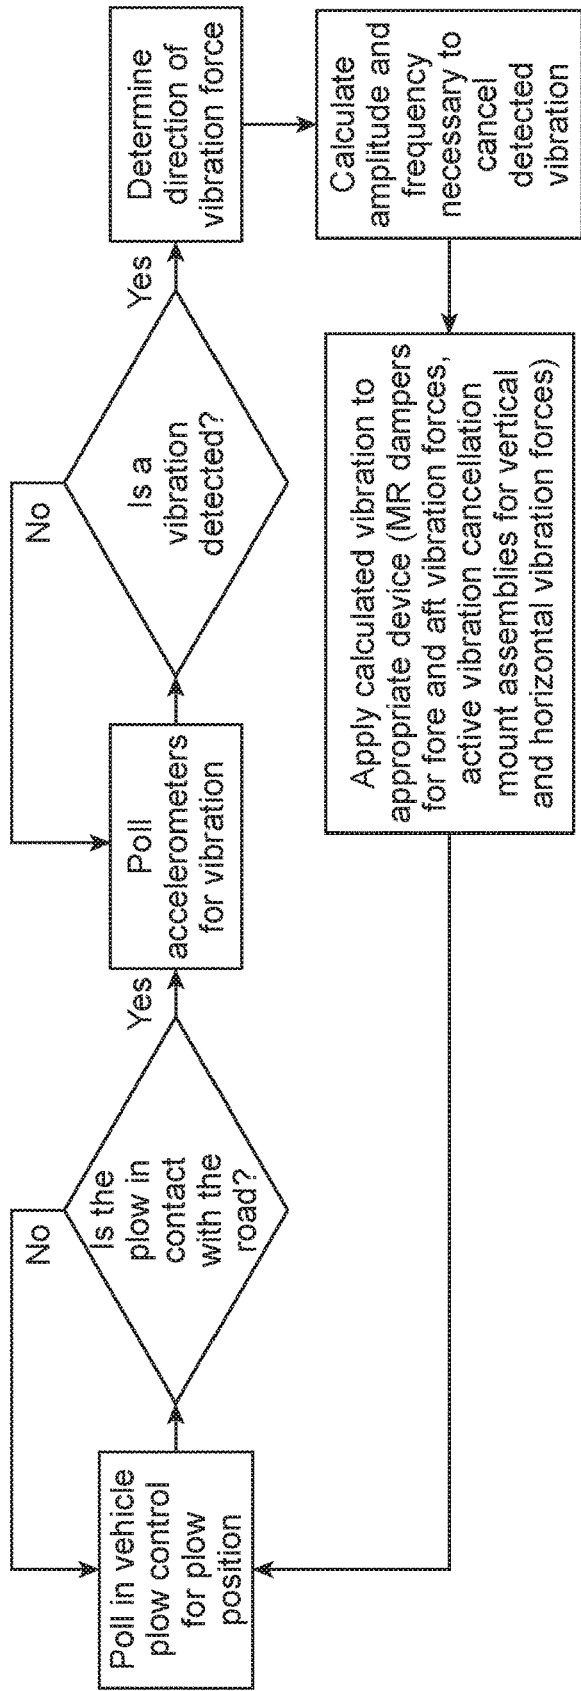 Poll in vehicle
plow control
for plow
position
Is the
plow in
contact
with the
road?
No
Yes
Poll
accelerometers
for vibration
Is a
vibration
detected?
No
Yes
Determine
direction of
vibration force
Calculate
amplitude and
frequency
necessary to
cancel
detected
vibration
Apply calculated vibration to
appropriate device (MR dampers
for fore and aft vibration forces,
active vibration cancellation
mount assemblies for vertical
and horizontal vibration forces)